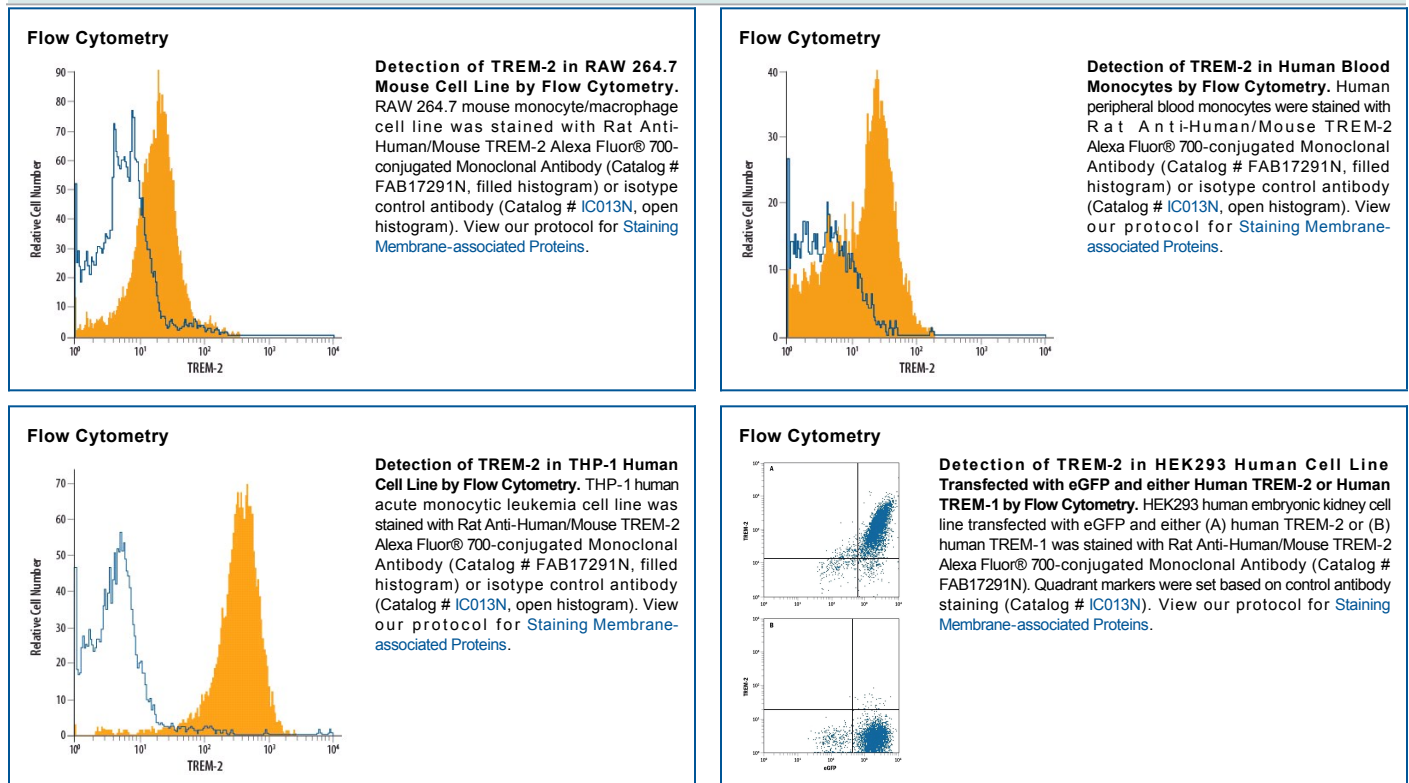 Flow Cytometry
90
80
70
60
50
40
30
20
10
0
Relative Cell Number
10⁰ 10¹ 10² 10³ 10⁴
TREM-2
Detection of TREM-2 in RAW 264.7
Mouse Cell Line by Flow Cytometry.
RAW 264.7 mouse monocyte/macrophage
cell line was stained with Rat Anti-
Human/Mouse TREM-2 Alexa Fluor® 700-
conjugated Monoclonal Antibody (Catalog #
FAB17291N, filled histogram) or isotype
control antibody (Catalog # IC013N, open
histogram). View our protocol for Staining
Membrane-associated Proteins.
Flow Cytometry
40
30
20
10
0
Relative Cell Number
10⁰ 10¹ 10² 10³ 10⁴
TREM-2
Detection of TREM-2 in Human Blood
Monocytes by Flow Cytometry. Human
peripheral blood monocytes were stained with
Rat Anti-Human/Mouse TREM-2
Alexa Fluor® 700-conjugated Monoclonal
Antibody (Catalog # FAB17291N, filled
histogram) or isotype control antibody
(Catalog # IC013N, open histogram). View
our protocol for Staining Membrane-
associated Proteins.
Flow Cytometry
70
60
50
40
30
20
10
0
Relative Cell Number
10⁰ 10¹ 10² 10³ 10⁴
TREM-2
Detection of TREM-2 in THP-1 Human
Cell Line by Flow Cytometry. THP-1 human
acute monocytic leukemia cell line was
stained with Rat Anti-Human/Mouse TREM-2
Alexa Fluor® 700-conjugated Monoclonal
Antibody (Catalog # FAB17291N, filled
histogram) or isotype control antibody
(Catalog # IC013N, open histogram). View
our protocol for Staining Membrane-
associated Proteins.
Flow Cytometry
A
TREM-2
B
TREM-2
eGFP
Detection of TREM-2 in HEK293 Human Cell Line
Transfected with eGFP and either Human TREM-2 or Human
TREM-1 by Flow Cytometry. HEK293 human embryonic kidney cell
line transfected with eGFP and either (A) human TREM-2 or (B)
human TREM-1 was stained with Rat Anti-Human/Mouse TREM-2
Alexa Fluor® 700-conjugated Monoclonal Antibody (Catalog #
FAB17291N). Quadrant markers were set based on control antibody
staining (Catalog # IC013N). View our protocol for Staining
Membrane-associated Proteins.